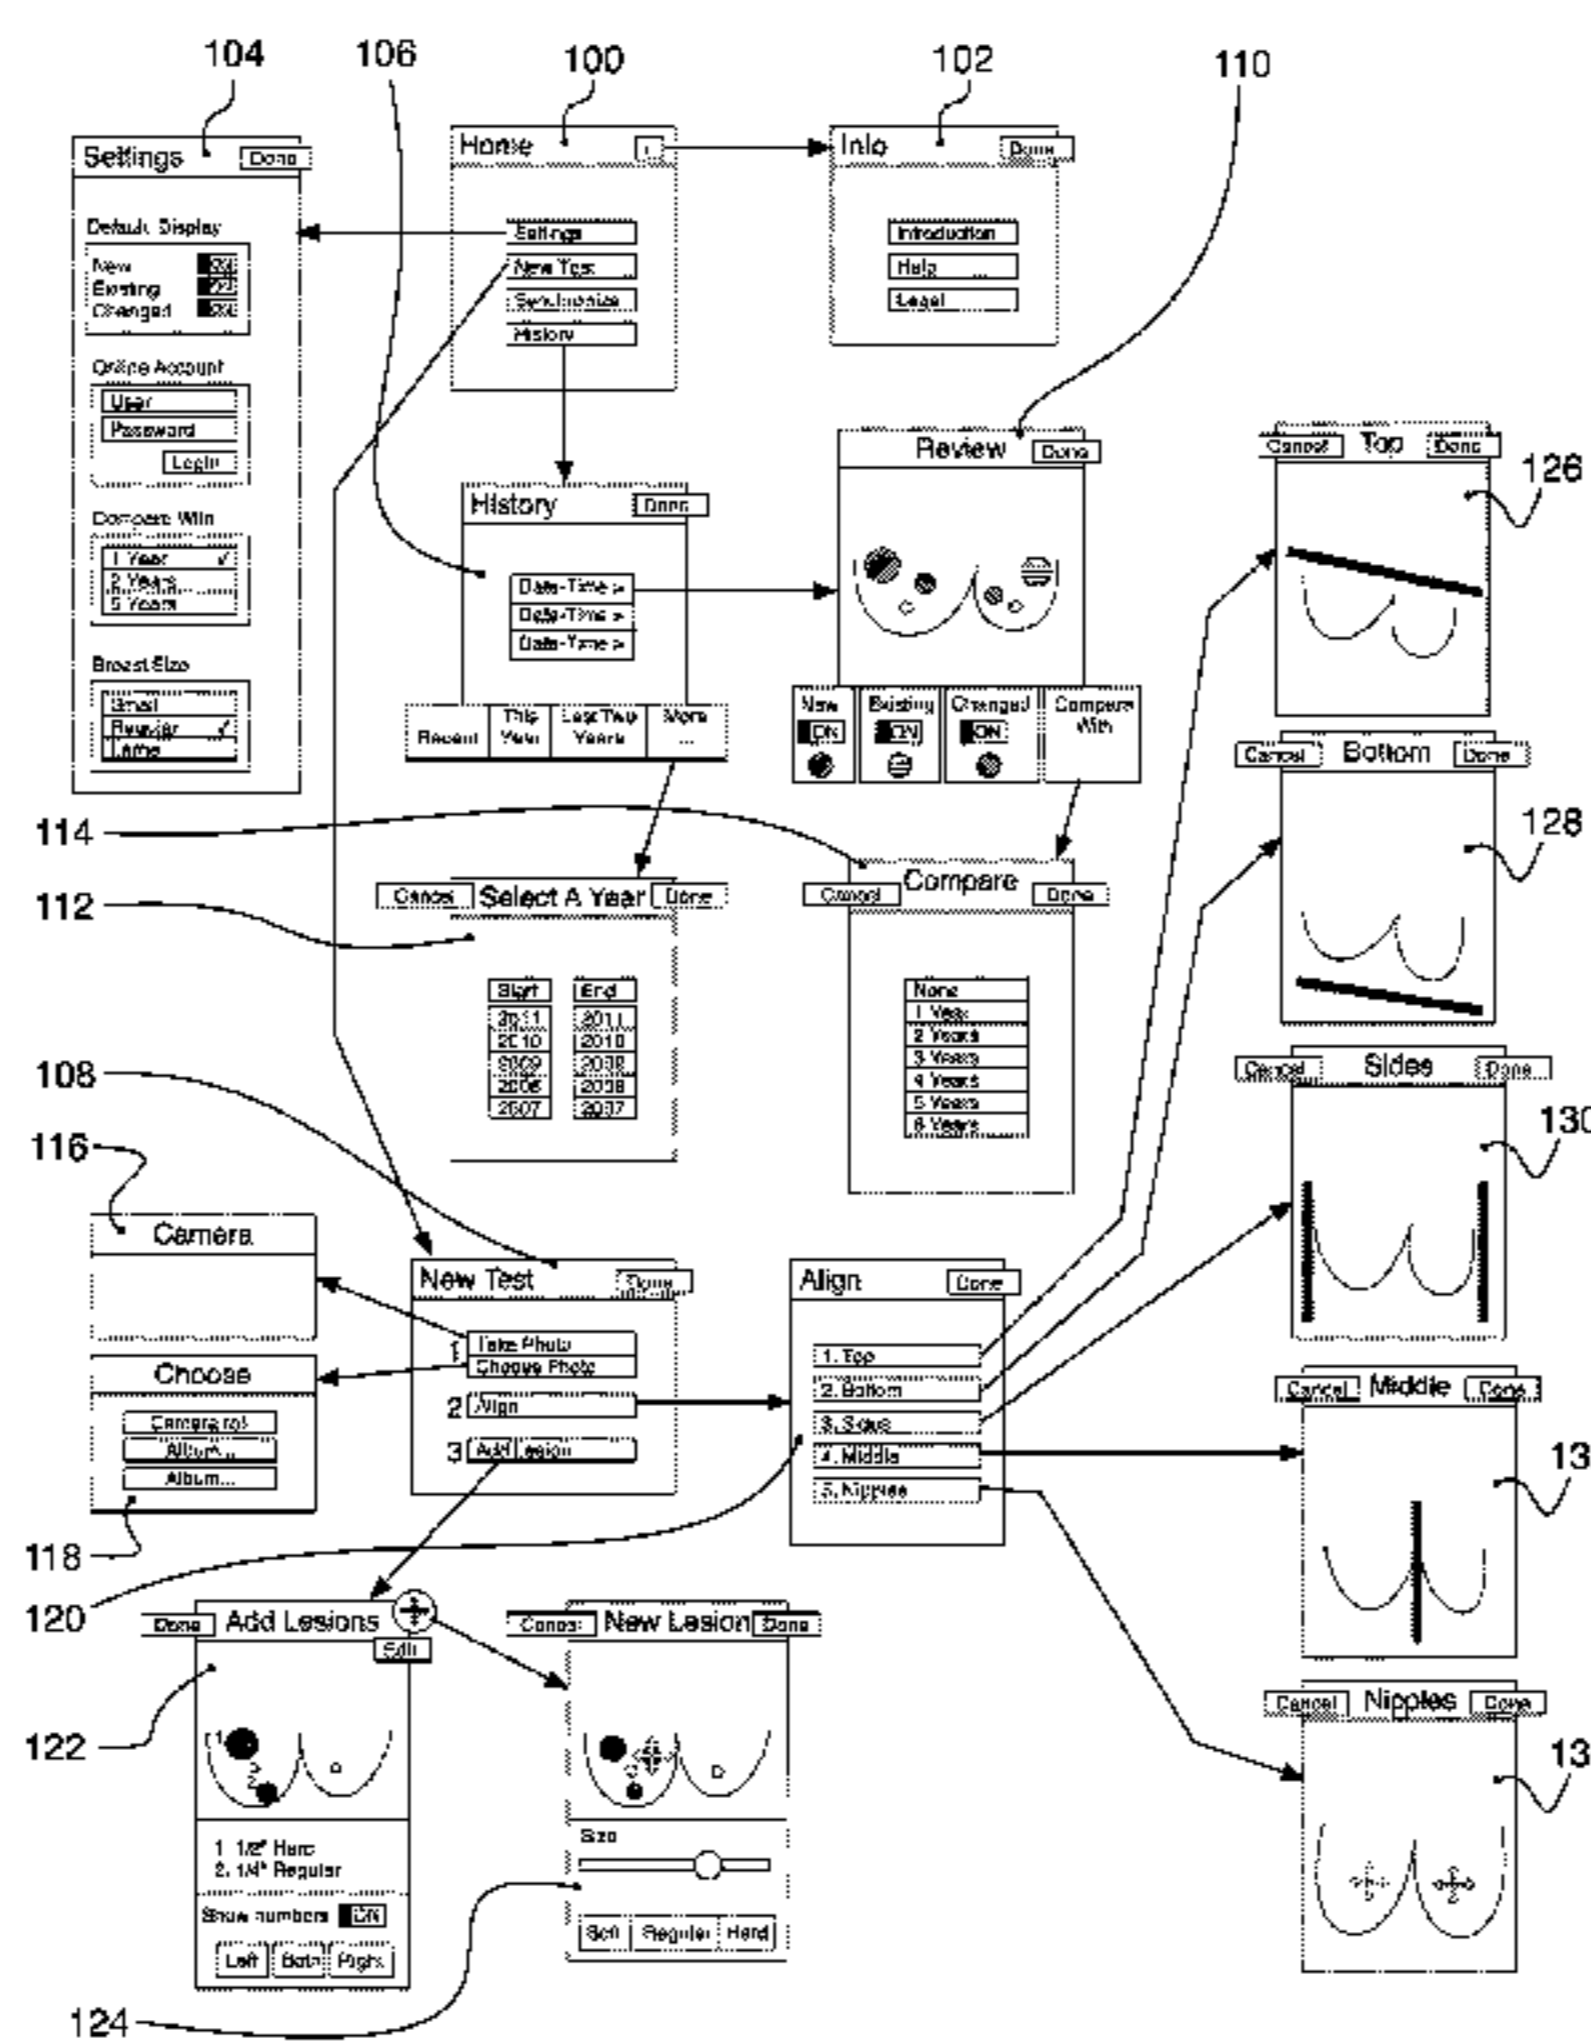 104
106
100
102
110
Settings
Done
Default Display
New
ON
Existing
ON
Changed
ON
Online Account
User
Password
Login
Compare With
1 Year
2 Years
5 Years
Breast Size
Small
Regular
Large
Home
i
Settings
New Test
...
Synchronize
History
Info
Done
Introduction
Help
...
Legal
History
Done
Date-Time >
Date-Time >
Date-Time >
Recent
This Year
Last Two Years
More ...
Review
Done
New
ON
Existing
ON
Changed
ON
Compare With
Cancel
Top
Done
126
Cancel
Bottom
Done
128
114
112
Cancel
Select A Year
Done
Start
End
2011
2011
2010
2010
2009
2009
2008
2008
2007
2007
Cancel
Compare
Done
None
1 Year
2 Years
3 Years
4 Years
5 Years
6 Years
Cancel
Sides
Done
130
108
116
Camera
Choose
Camera roll
Album...
Album...
118
New Test
Done
1
Take Photo
Choose Photo
2
Align
3
Add Lesion
Align
Done
1. Top
2. Bottom
3. Sides
4. Middle
5. Nipples
Cancel
Middle
Done
13
120
Done
Add Lesions
Edit
122
1
2
1. 1/2" Hard
2. 1/4" Regular
Show numbers
ON
Left
Both
Right
Cancel
New Lesion
Done
Size
Soft
Regular
Hard
124
Cancel
Nipples
Done
13